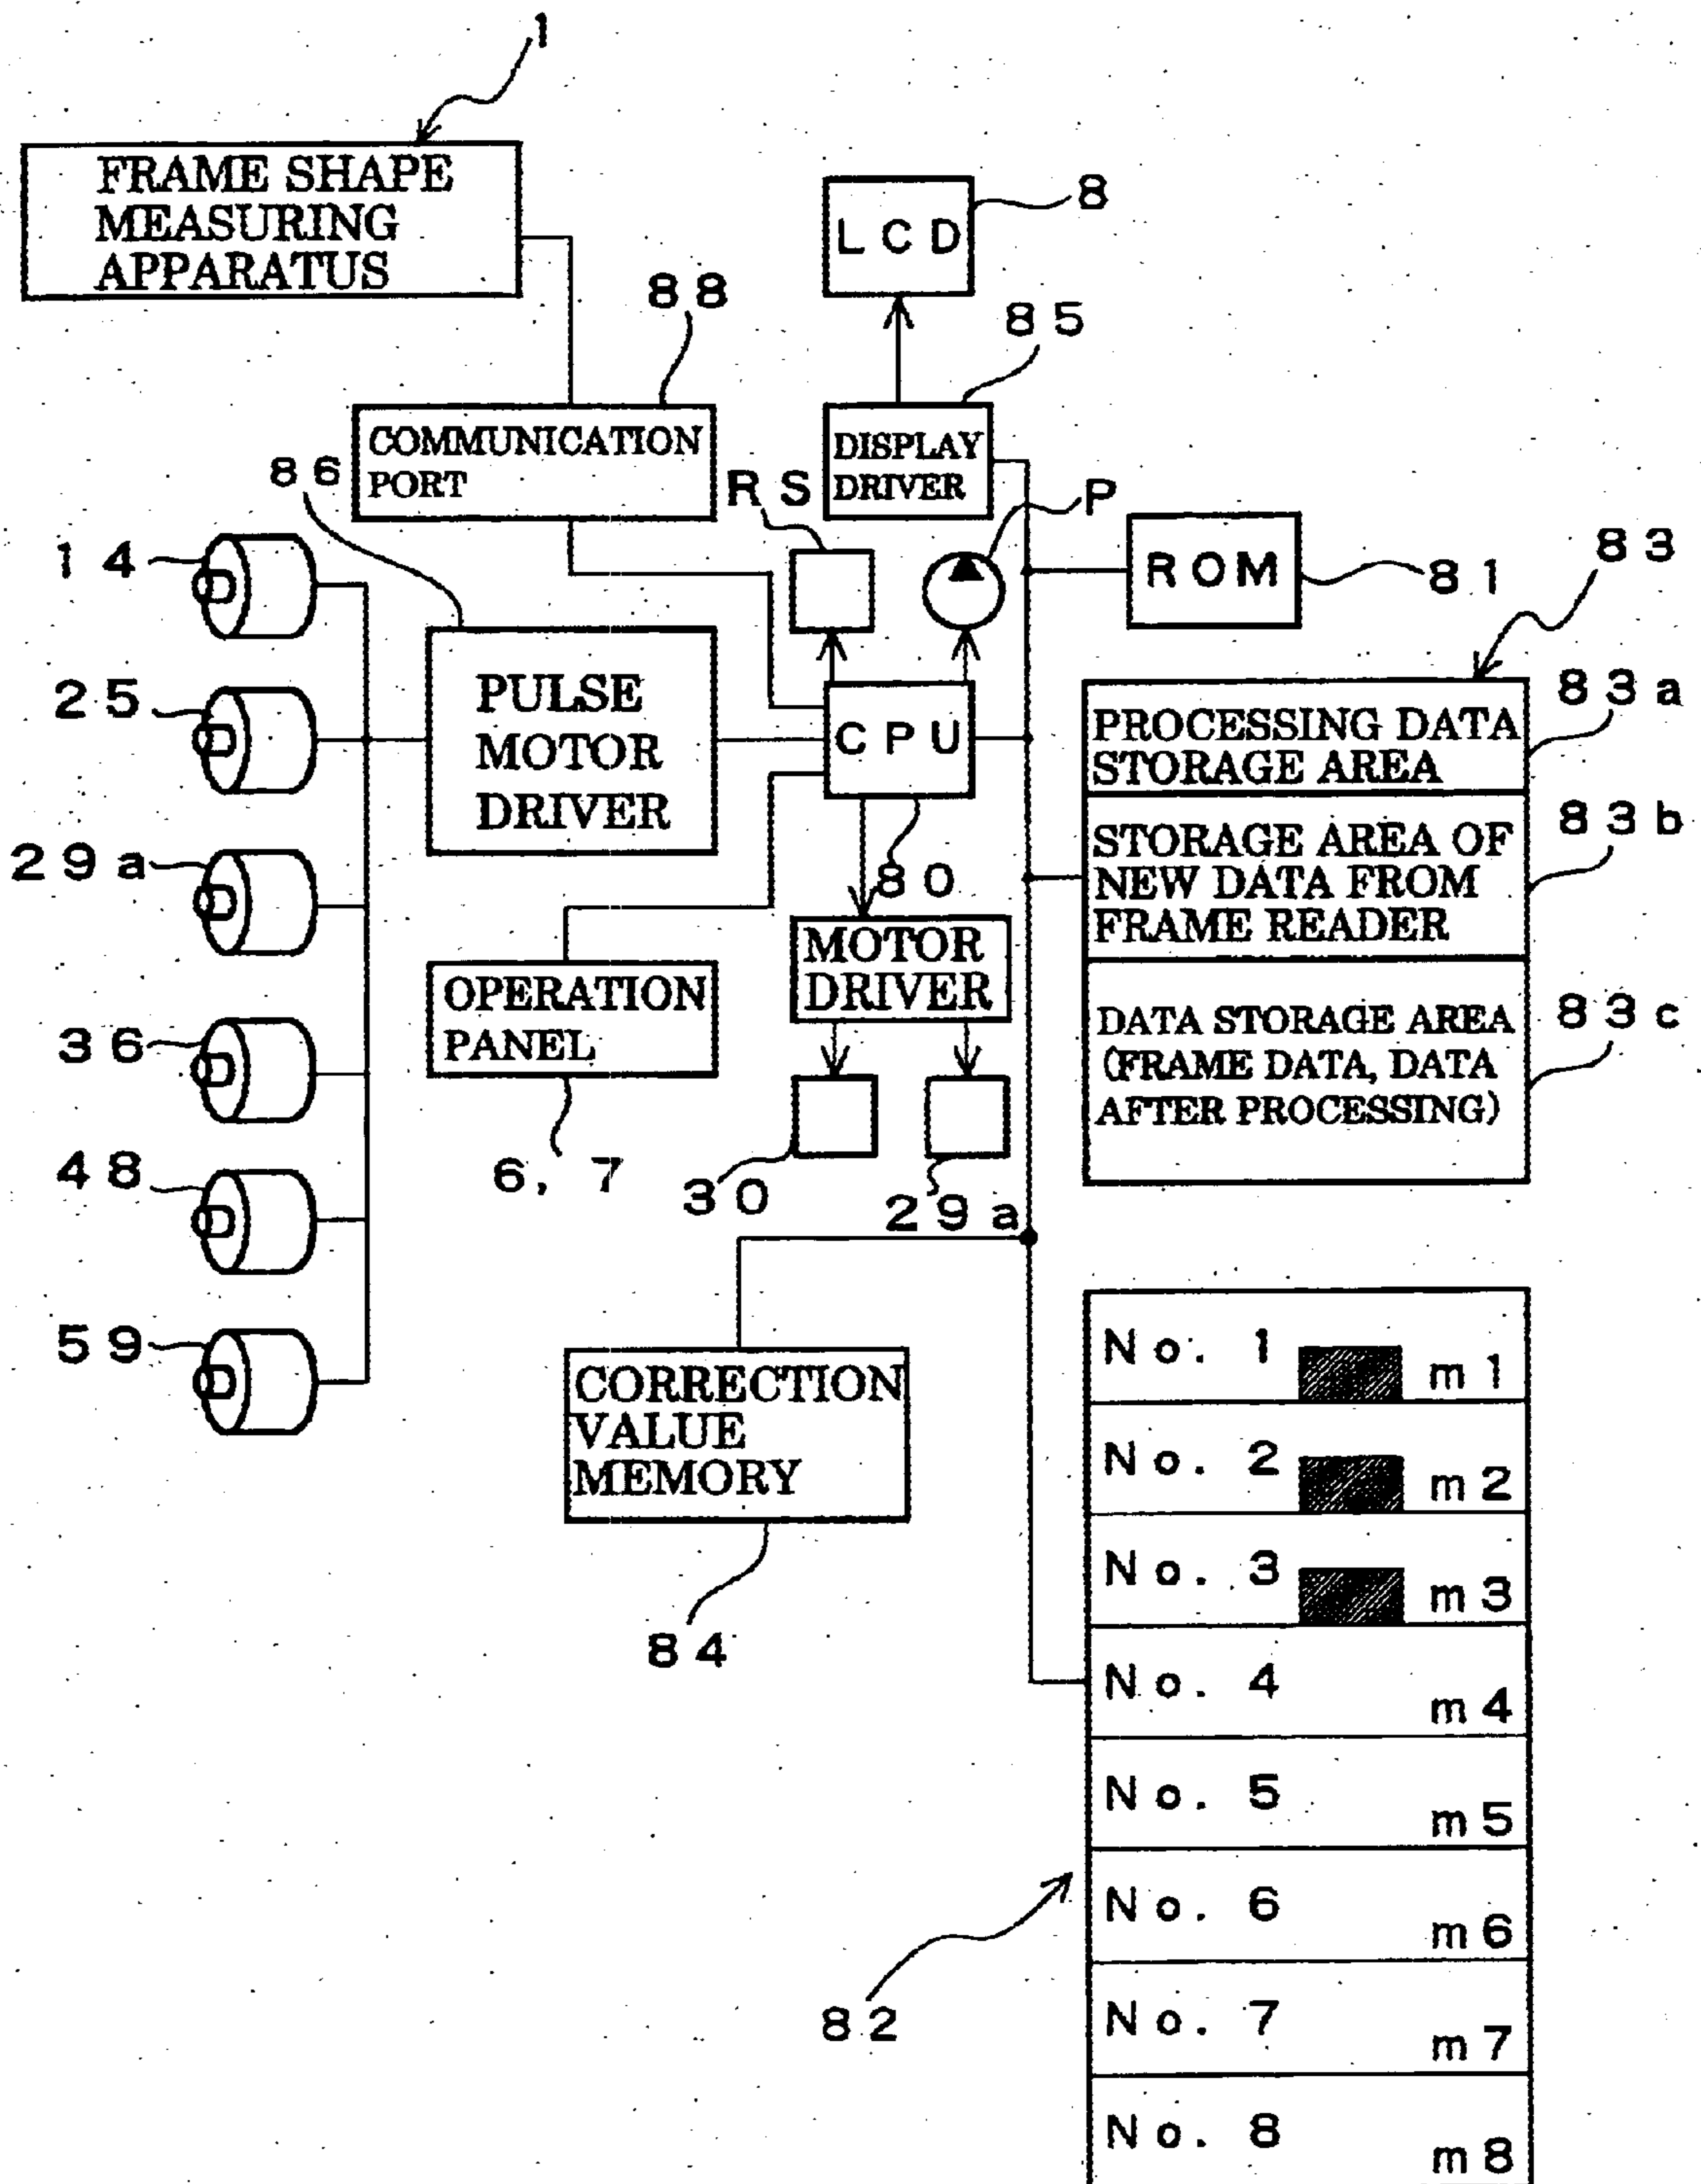 1
FRAME SHAPE
MEASURING
APPARATUS
LCD
8
88
85
COMMUNICATION
PORT
86
DISPLAY
DRIVER
RS
P
ROM
81
83
14
25
29a
36
48
59
PULSE
MOTOR
DRIVER
CPU
80
PROCESSING DATA
STORAGE AREA
83a
STORAGE AREA OF
NEW DATA FROM
FRAME READER
83b
DATA STORAGE AREA
(FRAME DATA, DATA
AFTER PROCESSING)
83c
OPERATION
PANEL
6, 7
MOTOR
DRIVER
30
29a
CORRECTION
VALUE
MEMORY
84
No. 1 m1
No. 2 m2
No. 3 m3
No. 4 m4
No. 5 m5
No. 6 m6
No. 7 m7
No. 8 m8
82